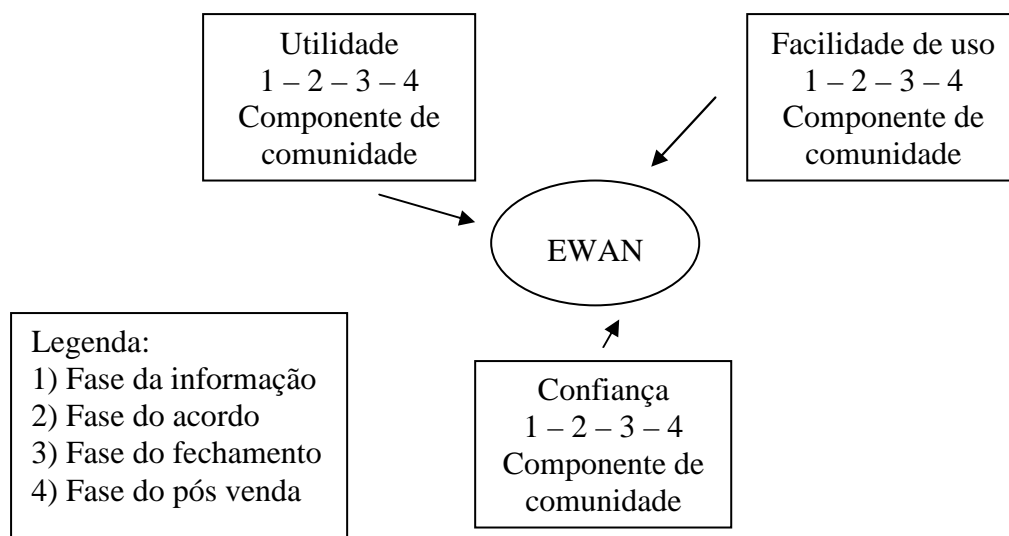 Utilidade
1 – 2 – 3 – 4
Componente de
comunidade
Facilidade de uso
1 – 2 – 3 – 4
Componente de
comunidade
EWAN
Legenda:
1) Fase da informação
2) Fase do acordo
3) Fase do fechamento
4) Fase do pós venda
Confiança
1 – 2 – 3 – 4
Componente de
comunidade